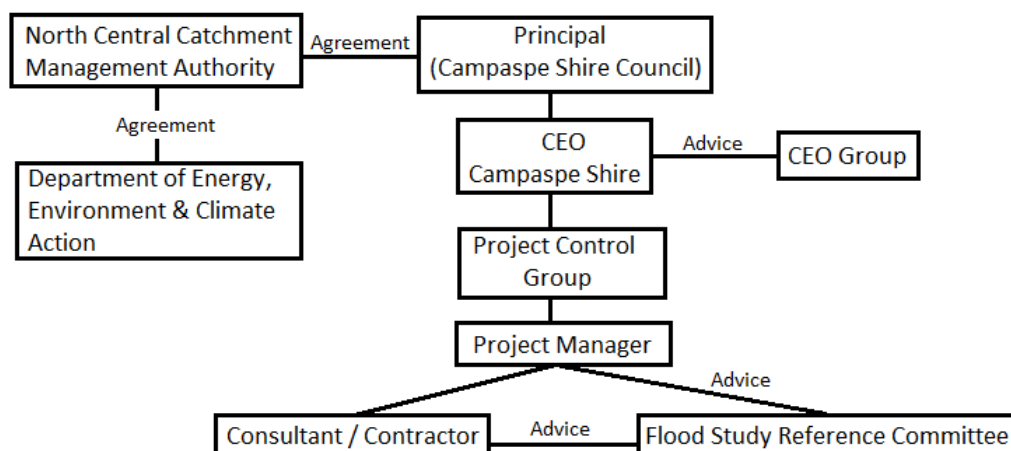 North Central Catchment
Management Authority
Agreement
Principal
(Campaspe Shire Council)
Agreement
CEO
Campaspe Shire
Advice
CEO Group
Department of Energy,
Environment & Climate
Action
Project Control
Group
Project Manager
Advice
Consultant / Contractor
Advice
Flood Study Reference Committee